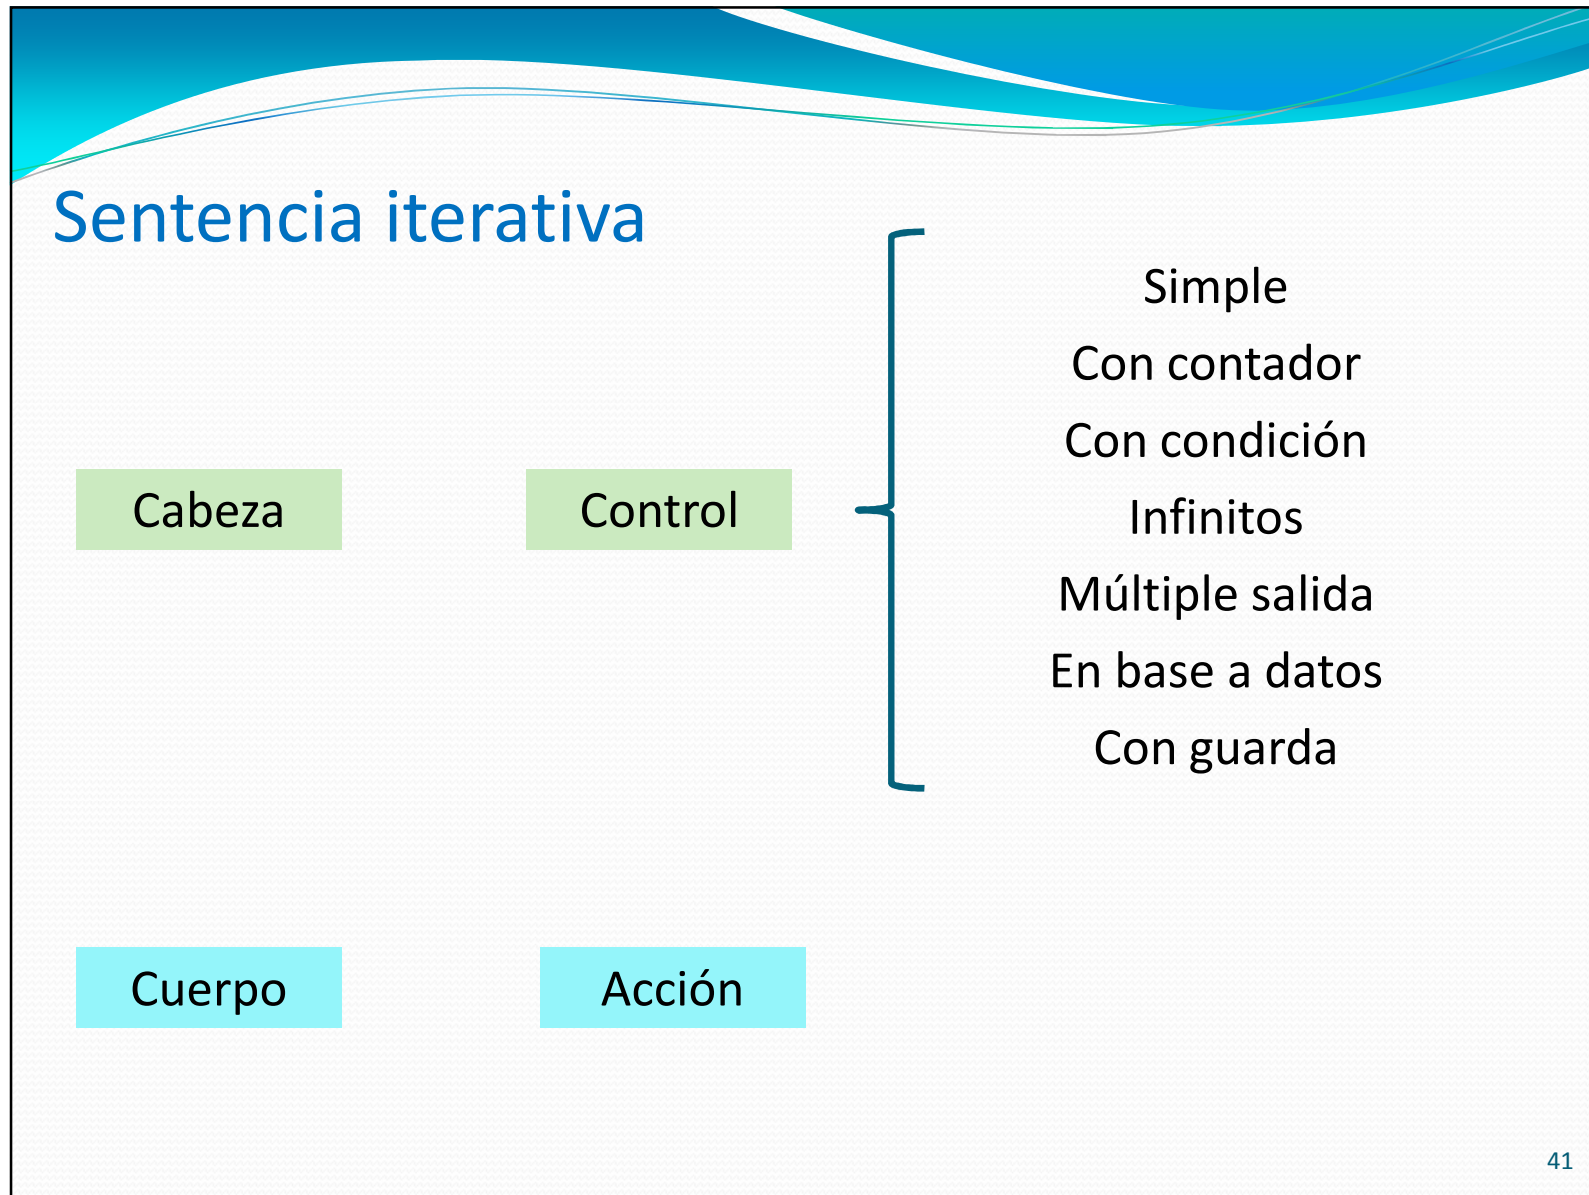 Sentencia iterativa
Simple
Con contador
Con condición
Cabeza
Control
Infinitos
Múltiple salida
En base a datos
Con guarda
Cuerpo
Acción
41